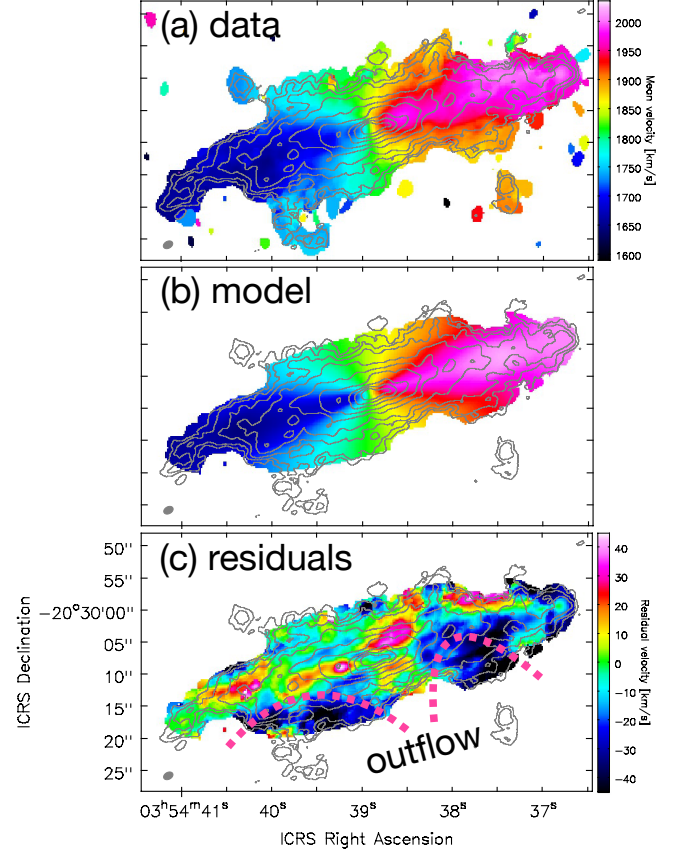 (a) data
2000
1950
1900
1850
1800
1750
1700
1650
1600
Mean velocity [km/s]
(b) model
(c) residuals
50"
55"
−20°30'00"
05"
10"
15"
20"
25"
ICRS Declination
outflow
40
30
20
10
0
−10
−20
−30
−40
Residual velocity [km/s]
03ʰ54ᵐ41ˢ
40ˢ
39ˢ
38ˢ
37ˢ
ICRS Right Ascension